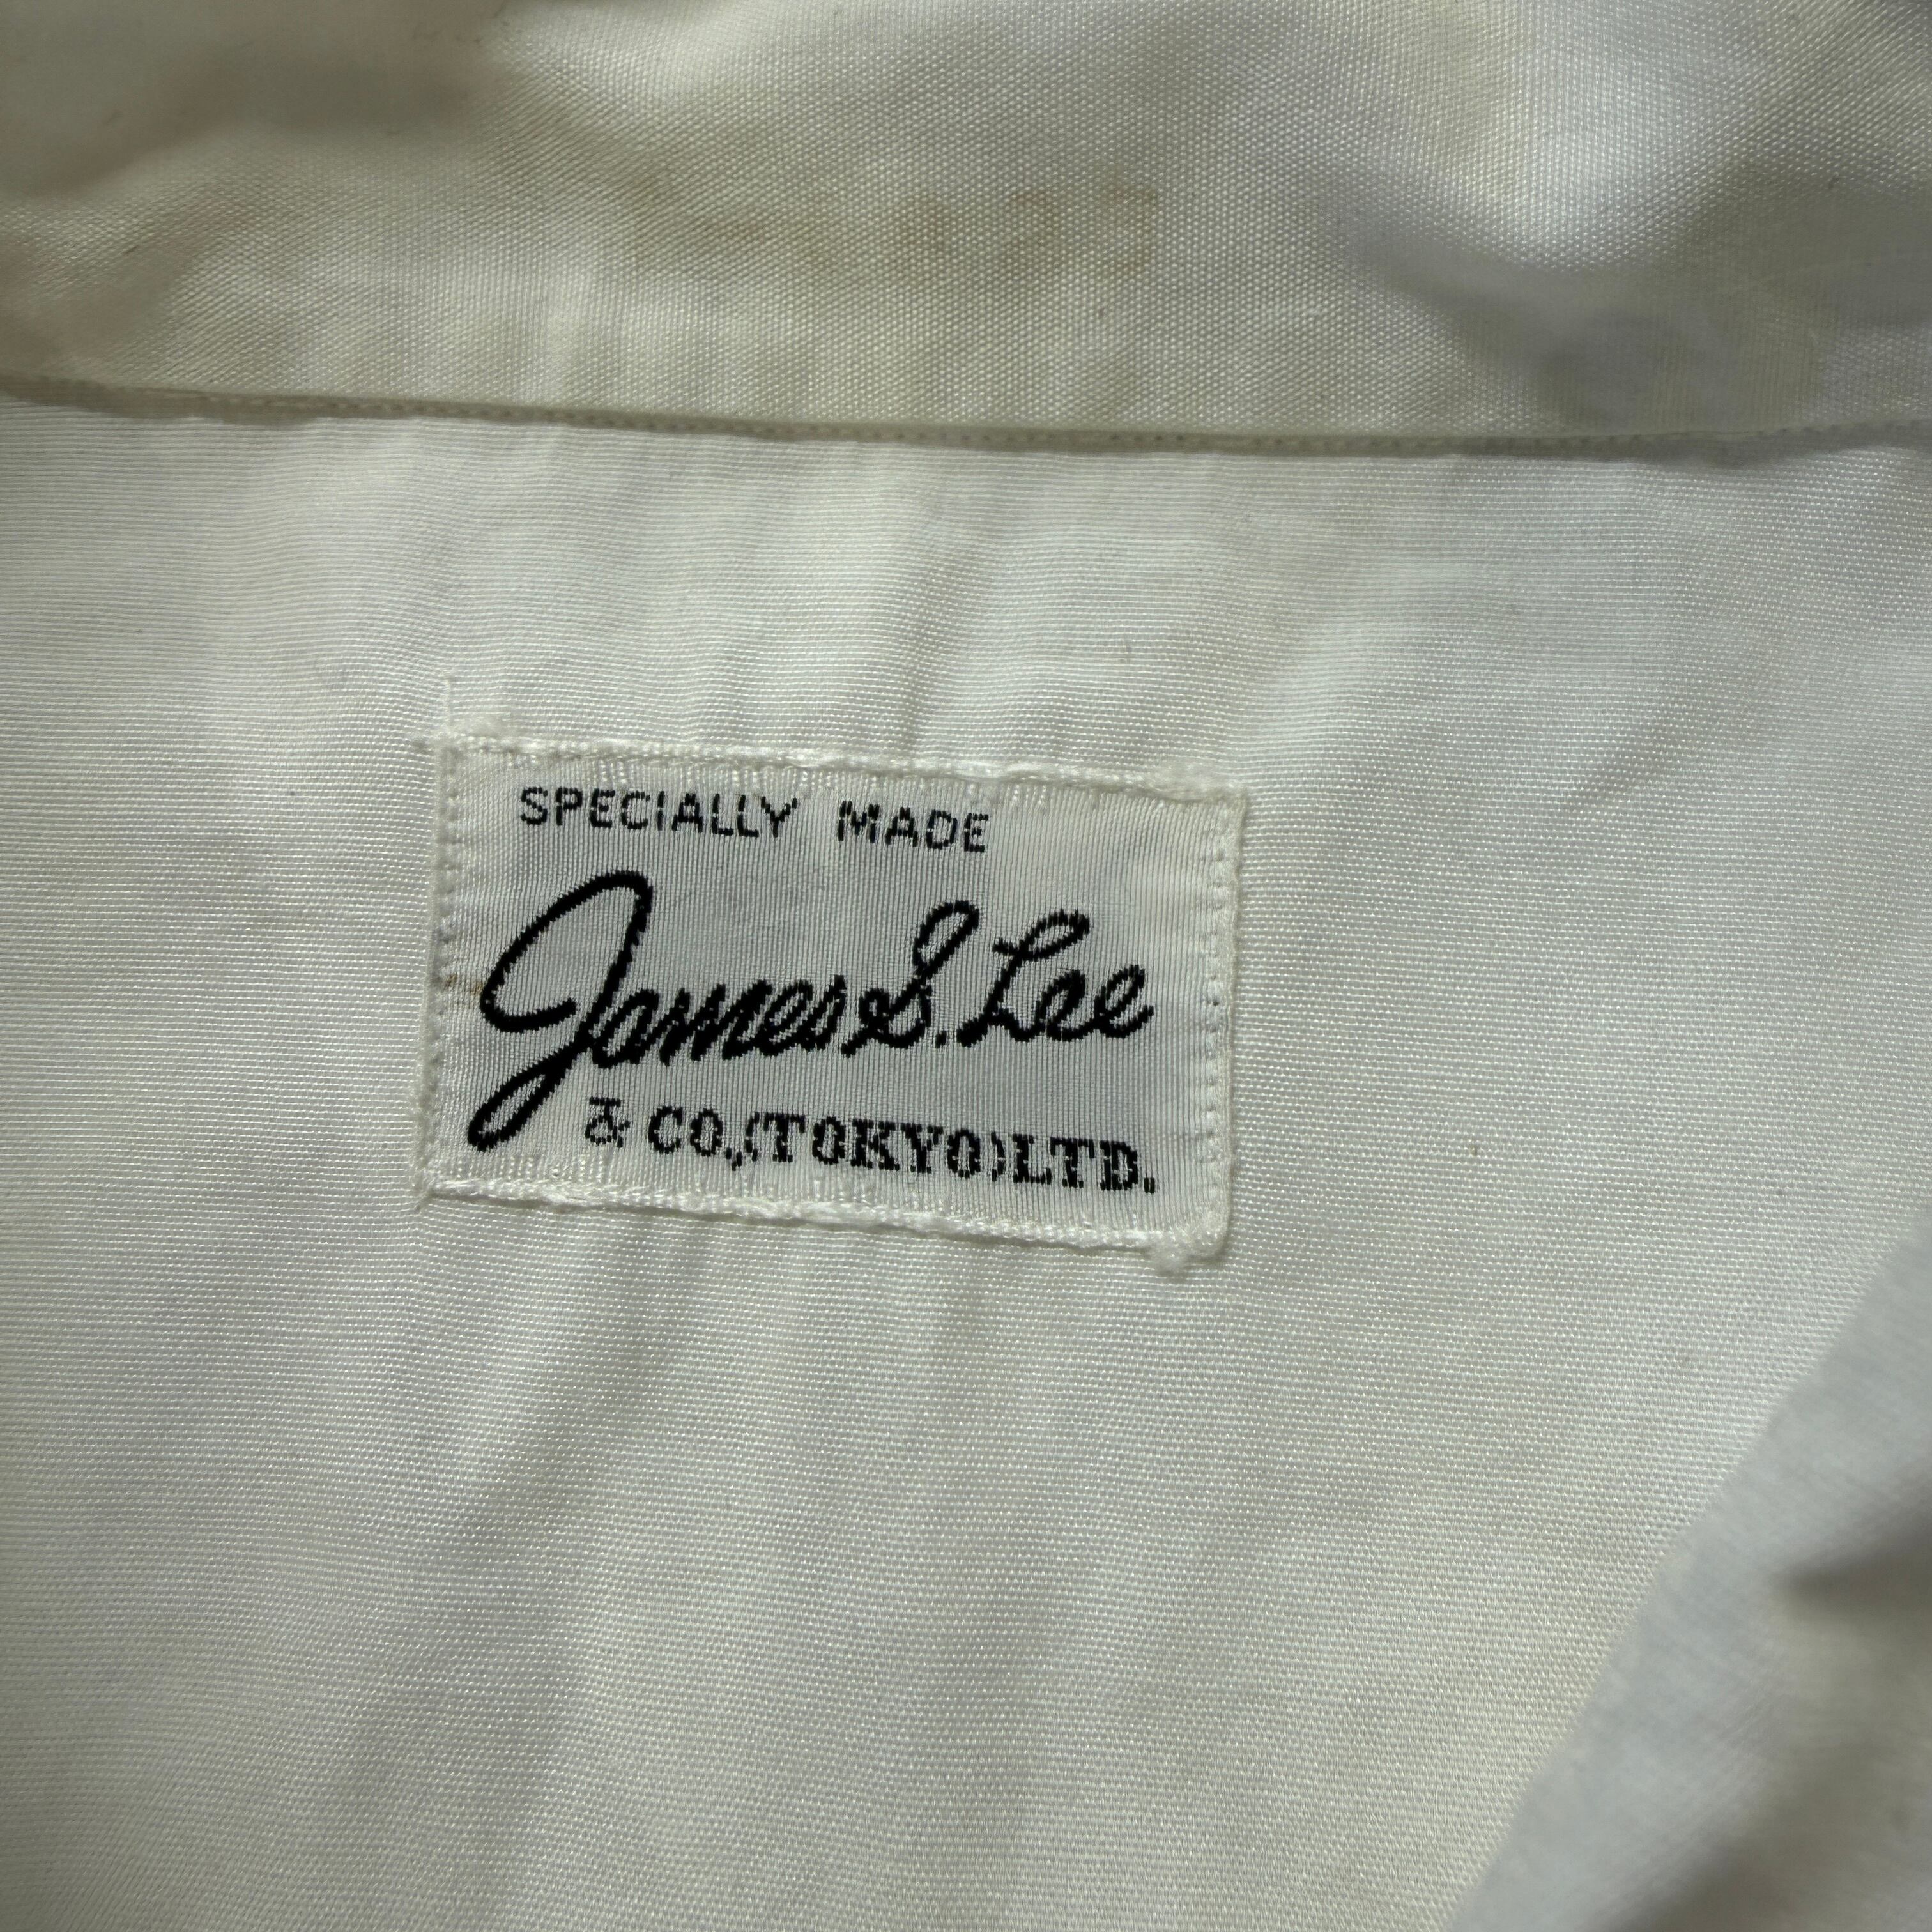 SPECIALLY MADE
James S. Lee
& CO.,(TOKYO)LTD.